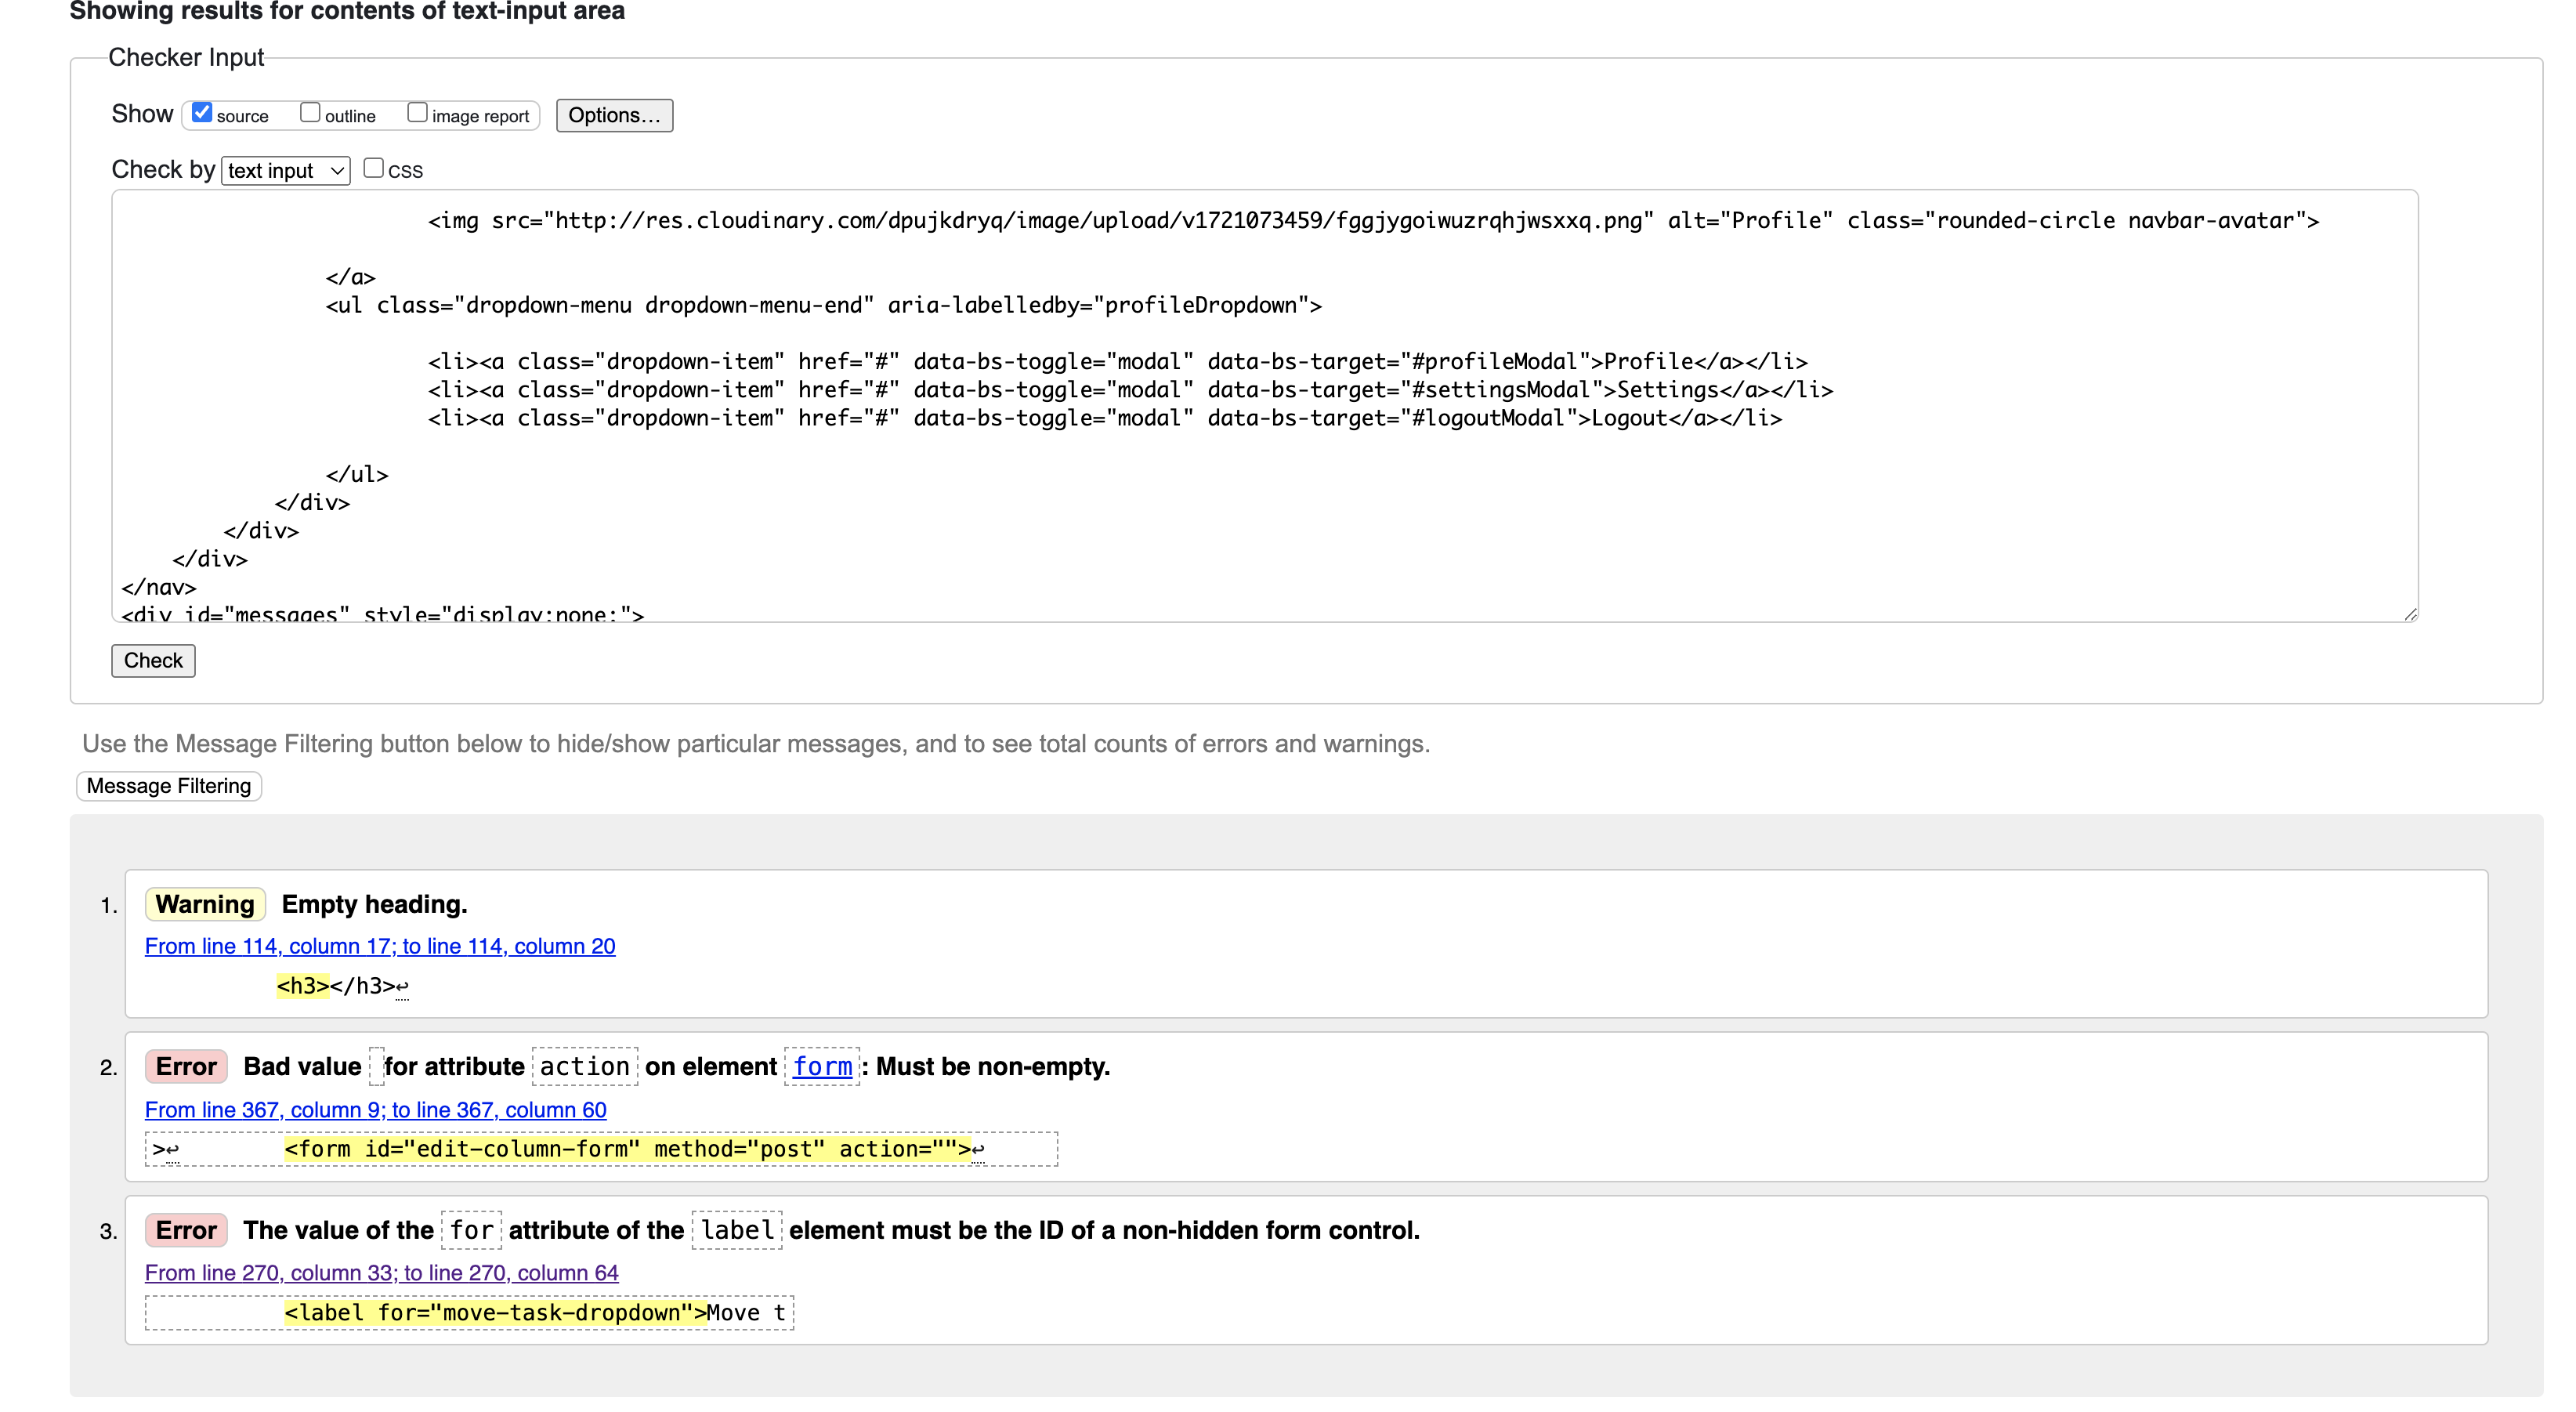 Showing results for contents of text-input area
Checker Input
Show source outline image report Options...
Check by text input CSS
<img src="http://res.cloudinary.com/dpujkdryq/image/upload/v1721073459/fggjygoiwuzrqhjwsxxq.png" alt="Profile" class="rounded-circle navbar-avatar">
</a>
<ul class="dropdown-menu dropdown-menu-end" aria-labelledby="profileDropdown">
<li><a class="dropdown-item" href="#" data-bs-toggle="modal" data-bs-target="#profileModal">Profile</a></li>
<li><a class="dropdown-item" href="#" data-bs-toggle="modal" data-bs-target="#settingsModal">Settings</a></li>
<li><a class="dropdown-item" href="#" data-bs-toggle="modal" data-bs-target="#logoutModal">Logout</a></li>
</ul>
</div>
</div>
</div>
</nav>
<div id="messages" style="display:none;">
Check
Use the Message Filtering button below to hide/show particular messages, and to see total counts of errors and warnings.
Message Filtering
1. Warning Empty heading.
From line 114, column 17; to line 114, column 20
<h3></h3>↩
2. Error Bad value for attribute action on element form: Must be non-empty.
From line 367, column 9; to line 367, column 60
>↩ <form id="edit-column-form" method="post" action="">↩
3. Error The value of the for attribute of the label element must be the ID of a non-hidden form control.
From line 270, column 33; to line 270, column 64
<label for="move-task-dropdown">Move t